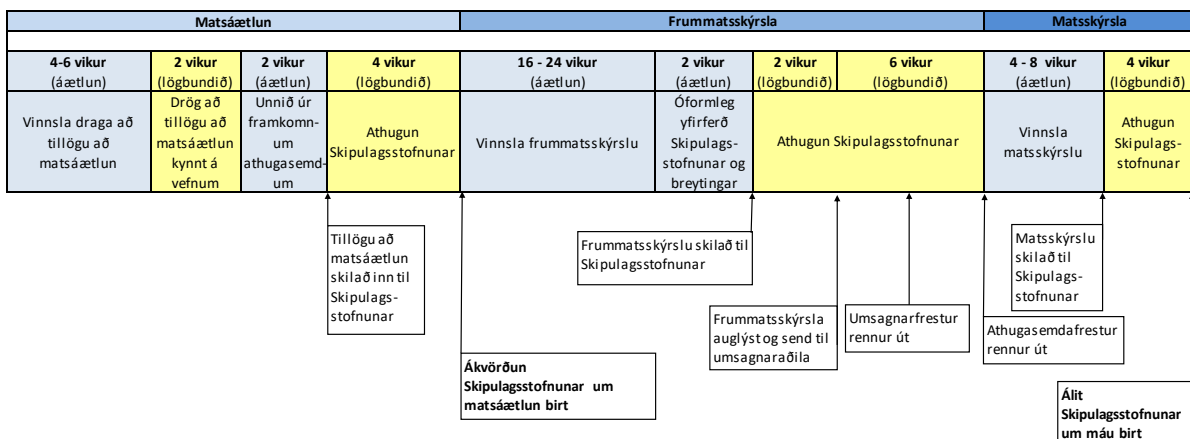 Matsáætlun
Frummatsskýrsla
Matsskýrsla
4-6 vikur
(áætlun)
2 vikur
(lögbundið)
2 vikur
(áætlun)
4 vikur
(lögbundið)
16 - 24 vikur
(áætlun)
2 vikur
(áætlun)
2 vikur
(lögbundið)
6 vikur
(lögbundið)
4 - 8 vikur
(áætlun)
4 vikur
(lögbundið)
Vinnsla draga að
tillögu að
matsáætlun
Drög að
tillögu að
matsáætlun
kynnt á
vefnum
Unnið úr
framkomn-
um
athugasemd-
um
Athugun
Skipulagsstofnunar
Vinnsla frummatsskýrslu
Óformleg
yfirferð
Skipulags-
stofnunar og
breytingar
Athugun Skipulagsstofnunar
Vinnsla
matsskýrslu
Athugun
Skipulags-
stofnunar
Tillögu að
matsáætlun
skilað inn til
Skipulags-
stofnunar
Frummatsskýrslu skilað til
Skipulagsstofnunar
Matsskýrslu
skilað til
Skipulags-
stofnunar
Frummatsskýrsla
auglýst og send til
umsagnaraðila
Umsagnarfrestur
rennur út
Athugasemdafrestur
rennur út
Ákvörðun
Skipulagsstofnunar um
matsáætlun birt
Álit
Skipulagsstofnunar
um máu birt